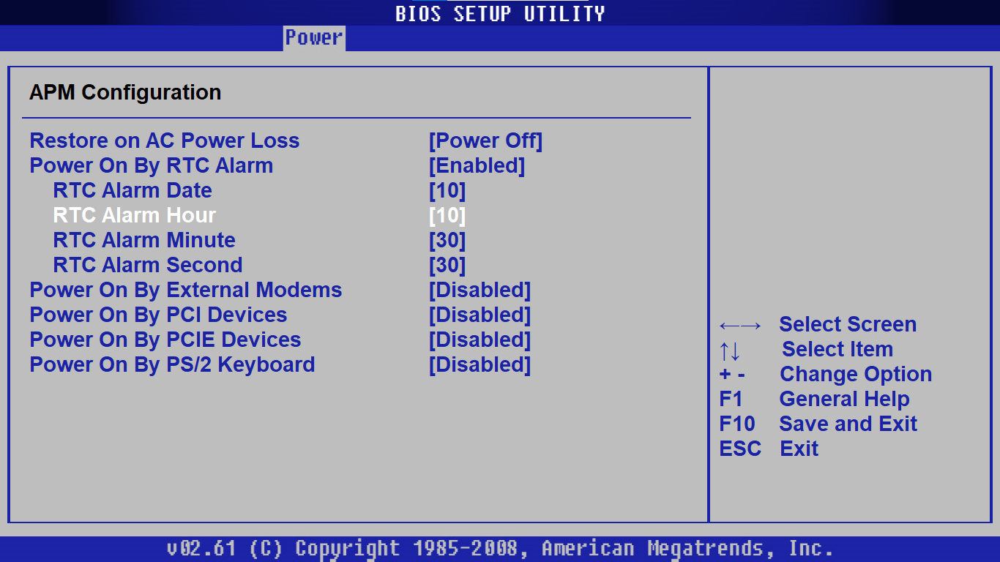 BIOS SETUP UTILITY
Power
APM Configuration
Restore on AC Power Loss [Power Off]
Power On By RTC Alarm [Enabled]
RTC Alarm Date [10]
RTC Alarm Hour [10]
RTC Alarm Minute [30]
RTC Alarm Second [30]
Power On By External Modems [Disabled]
Power On By PCI Devices [Disabled]
Power On By PCIE Devices [Disabled]
Power On By PS/2 Keyboard [Disabled]
←→ Select Screen
↑↓ Select Item
+ - Change Option
F1 General Help
F10 Save and Exit
ESC Exit
v02.61 (C) Copyright 1985-2008, American Megatrends, Inc.